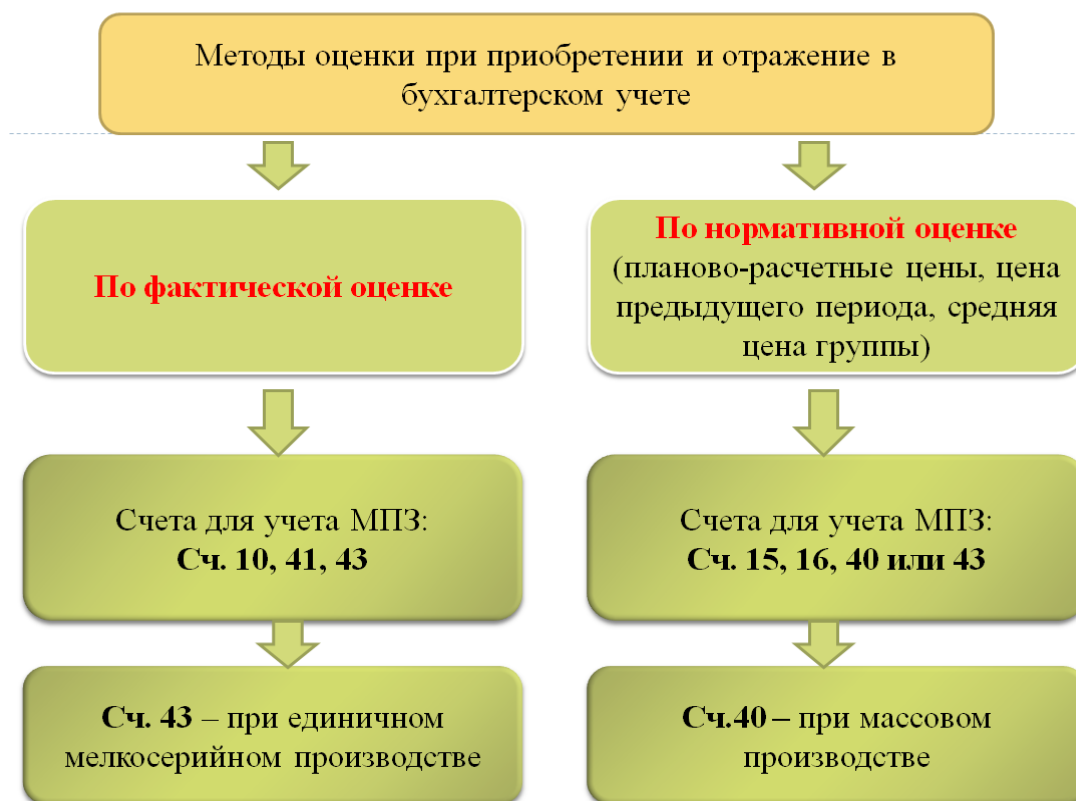 Методы оценки при приобретении и отражение в
бухгалтерском учете
По фактической оценке
По нормативной оценке
(планово-расчетные цены, цена
предыдущего периода, средняя
цена группы)
Счета для учета МПЗ:
Сч. 10, 41, 43
Счета для учета МПЗ:
Сч. 15, 16, 40 или 43
Сч. 43 – при единичном
мелкосерийном производстве
Сч.40 – при массовом
производстве